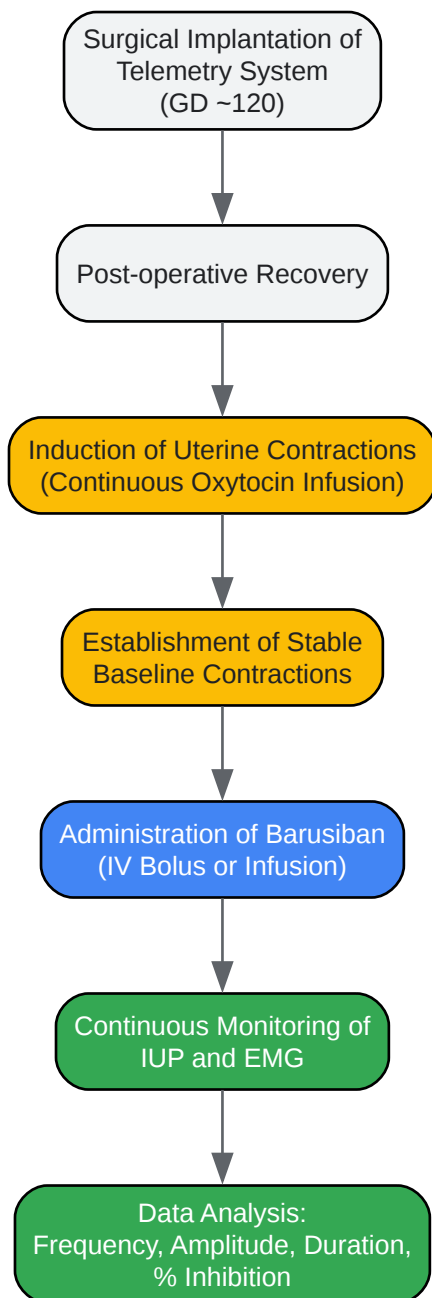 Surgical Implantation of
Telemetry System
(GD ~120)
Post-operative Recovery
Induction of Uterine Contractions
(Continuous Oxytocin Infusion)
Establishment of Stable
Baseline Contractions
Administration of Barusiban
(IV Bolus or Infusion)
Continuous Monitoring of
IUP and EMG
Data Analysis:
Frequency, Amplitude, Duration,
% Inhibition